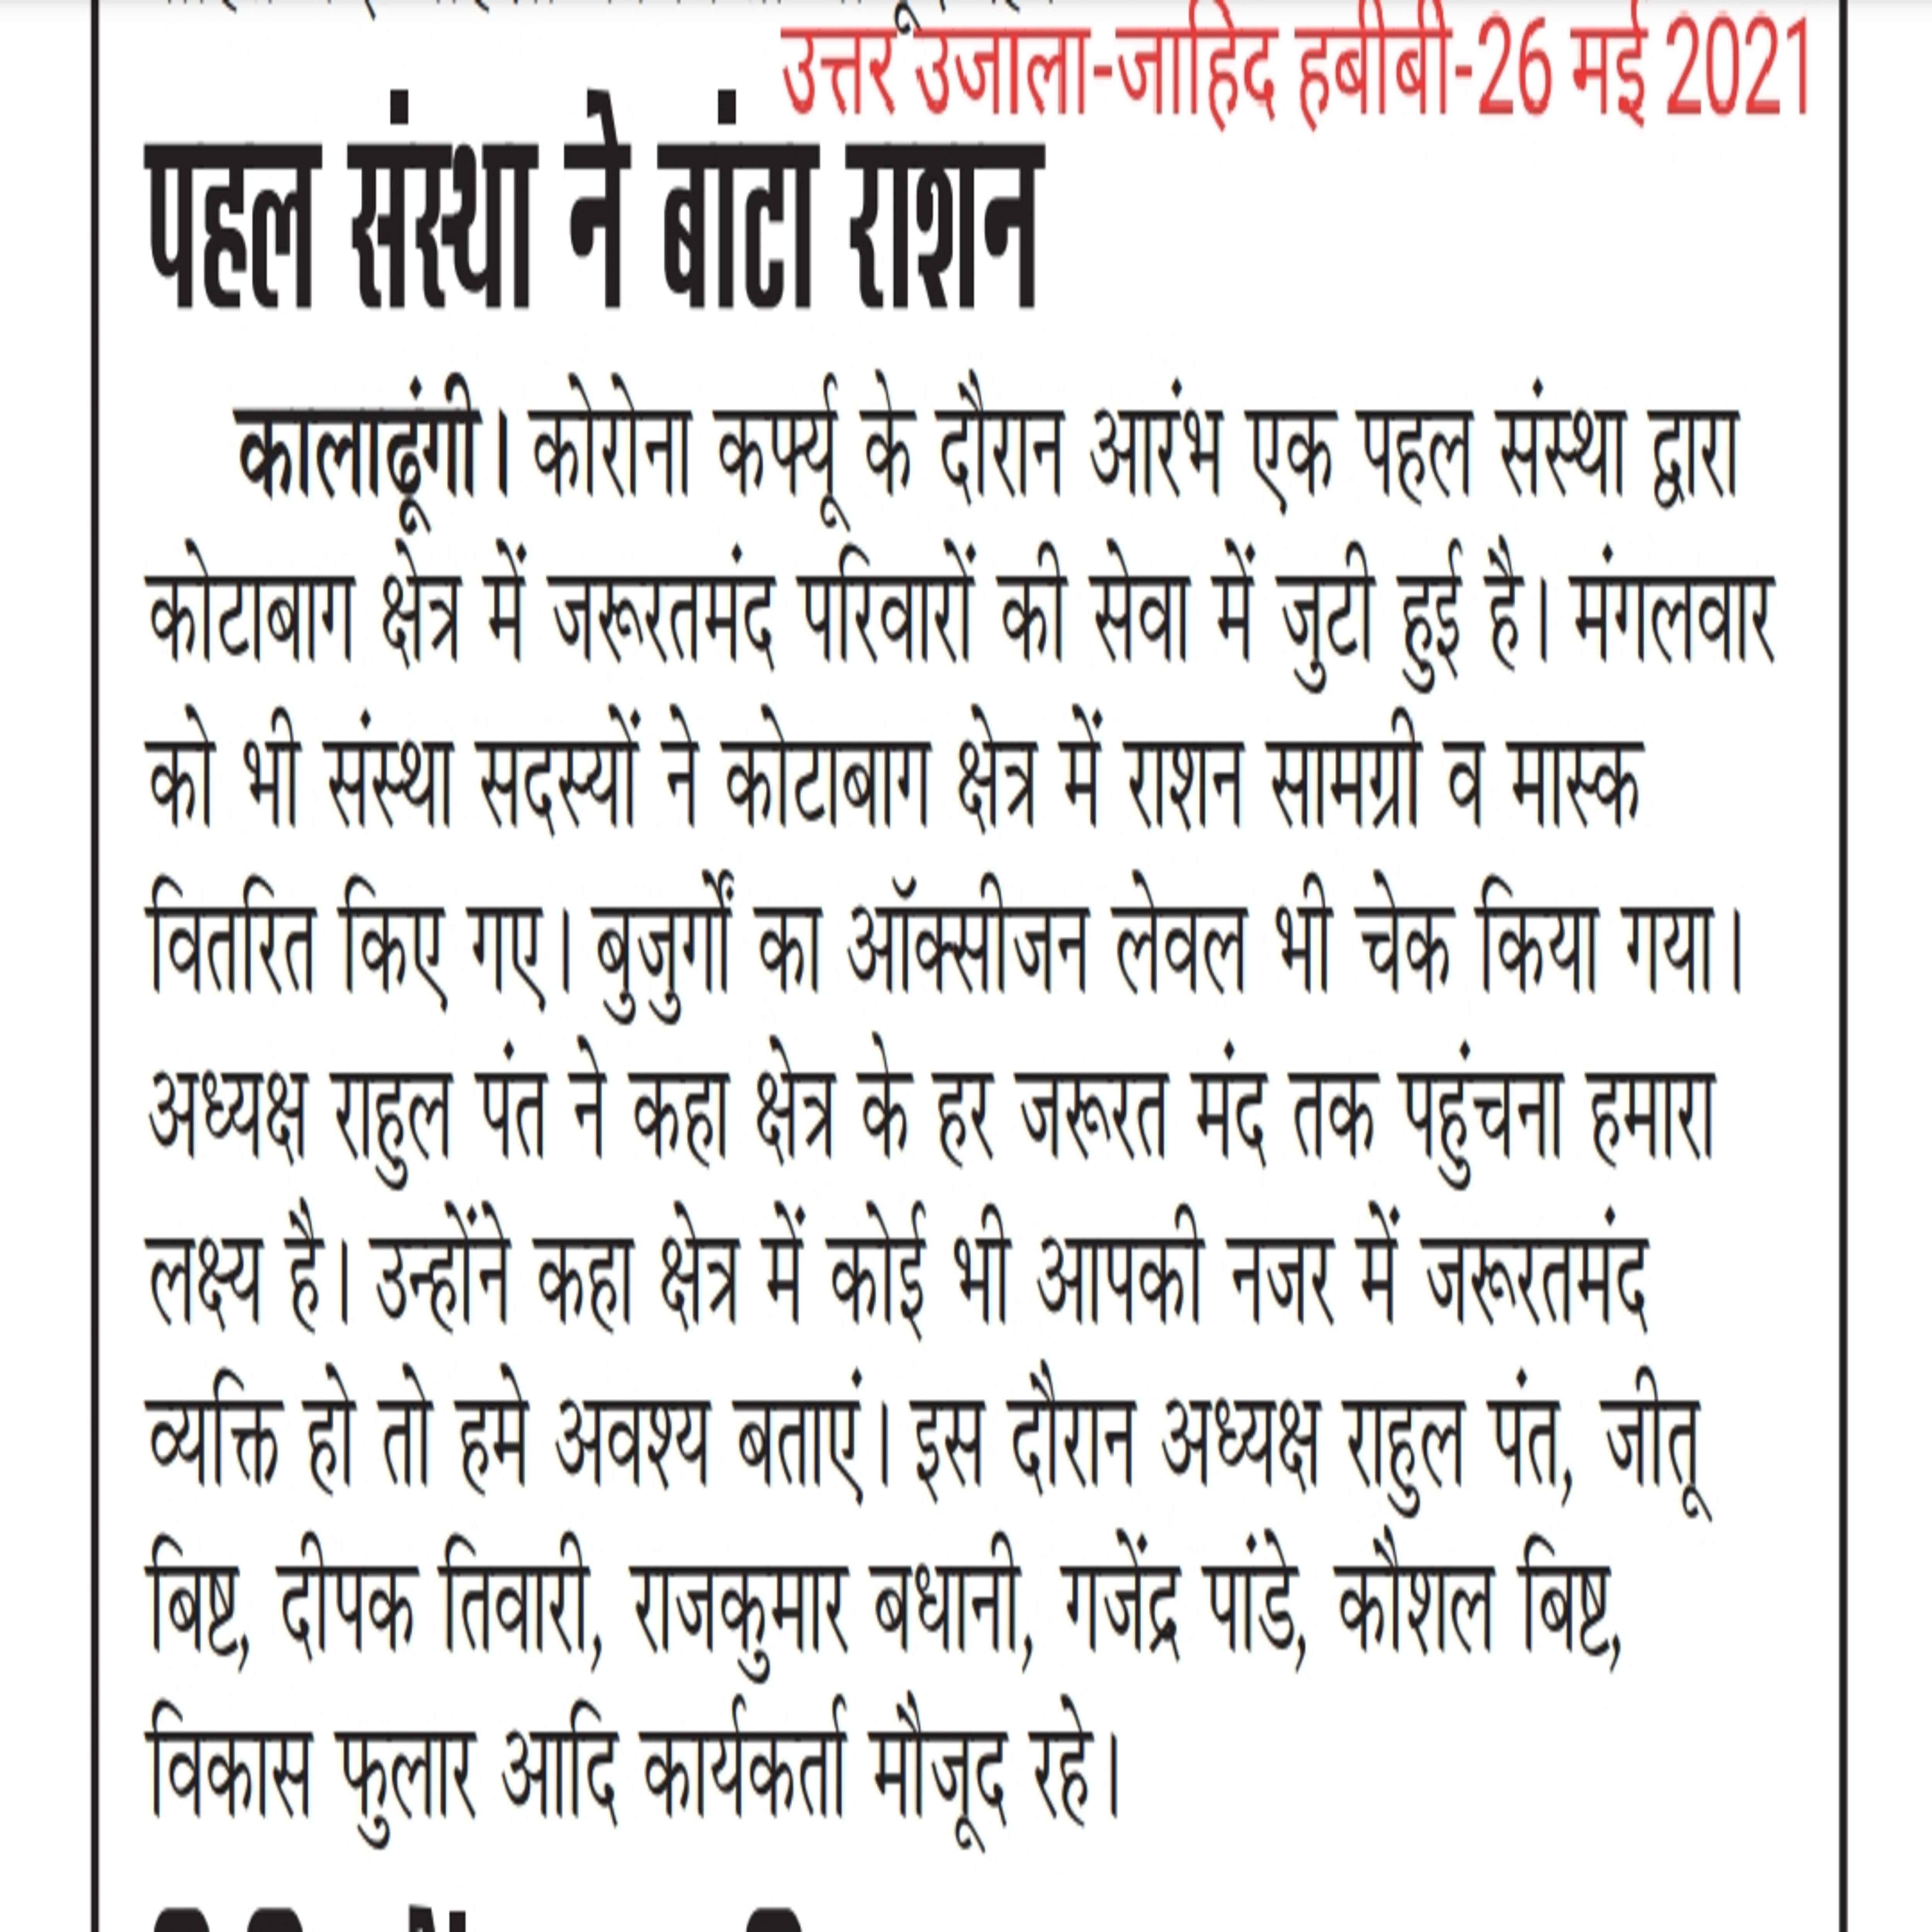 उत्तर उजाला-जाहिद हबीबी-26 मई 2021
पहल संस्था ने बांटा राशन
कालाढूंगी। कोरोना कर्फ्यू के दौरान आरंभ एक पहल संस्था द्वारा
कोटाबाग क्षेत्र में जरूरतमंद परिवारों की सेवा में जुटी हुई है। मंगलवार
को भी संस्था सदस्यों ने कोटाबाग क्षेत्र में राशन सामग्री व मास्क
वितरित किए गए। बुजुर्गों का ऑक्सीजन लेवल भी चेक किया गया।
अध्यक्ष राहुल पंत ने कहा क्षेत्र के हर जरूरत मंद तक पहुंचना हमारा
लक्ष्य है। उन्होंने कहा क्षेत्र में कोई भी आपकी नजर में जरूरतमंद
व्यक्ति हो तो हमे अवश्य बताएं। इस दौरान अध्यक्ष राहुल पंत, जीतू
बिष्ट, दीपक तिवारी, राजकुमार बधानी, गजेंद्र पांडे, कौशल बिष्ट,
विकास फुलार आदि कार्यकर्ता मौजूद रहे।